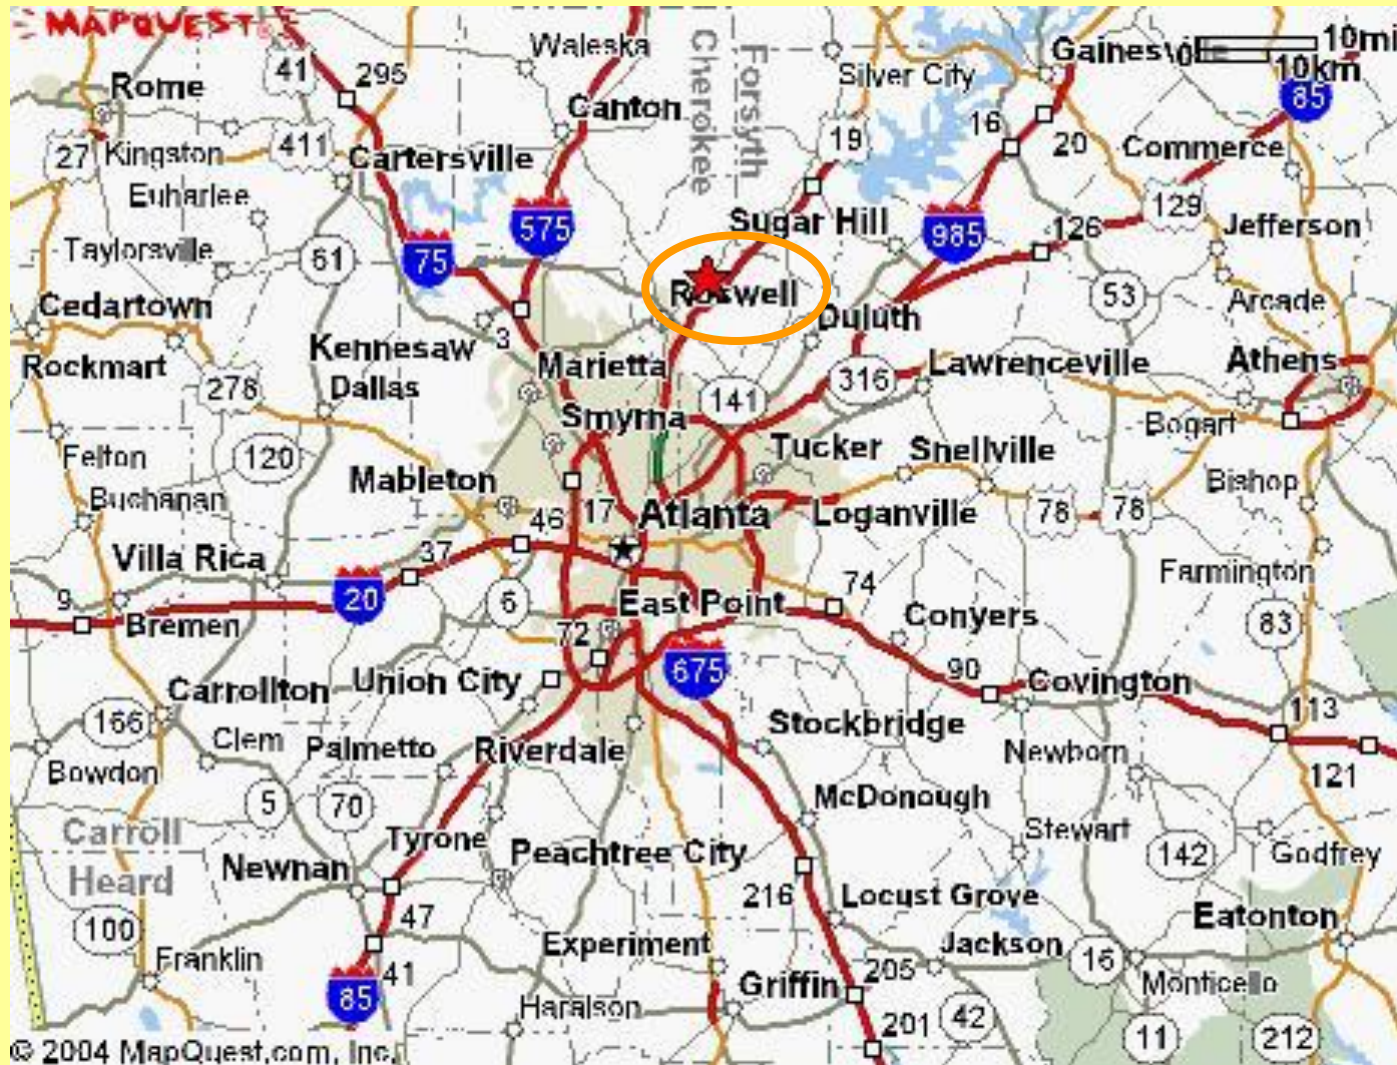 MAPQUEST
Waleska
Cherokee
Forsyth
Gainesville
10mi
10km
41
295
Silver City
85
Rome
Canton
19
16
20
27
Kingston
411
Cartersville
Commerce
Euharlee
575
Sugar Hill
985
126
129
Jefferson
Taylorsville
61
75
Cedartown
Roswell
53
Arcade
3
Duluth
Kennesaw
Marietta
Lawrenceville
Athens
Rockmart
278
Dallas
141
316
Smyrna
Bogart
Felton
120
Tucker
Snellville
Mableton
Bishop
Buchanan
46
17
Atlanta
Loganville
78
78
Villa Rica
37
Farmington
9
20
6
East Point
74
Conyers
83
Bremen
72
675
90
Covington
Carrollton
Union City
166
Clem
Palmetto
Riverdale
Stockbridge
Newborn
113
Bowdon
121
5
70
McDonough
Carroll
Tyrone
Stewart
142
Godfrey
Heard
Newnan
Peachtree City
216
Locust Grove
Eatonton
100
47
Franklin
Experiment
Jackson
16
Monticello
85
41
Haralson
Griffin
205
42
201
11
212
© 2004 MapQuest.com, Inc.